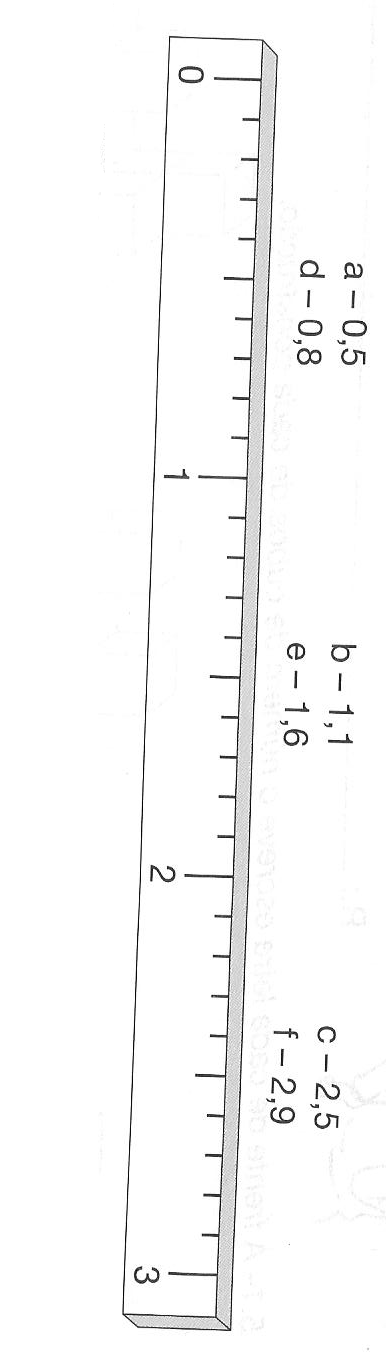 a – 0,5 b – 1,1 c – 2,5
d – 0,8 e – 1,6 f – 2,9
0 1 2 3